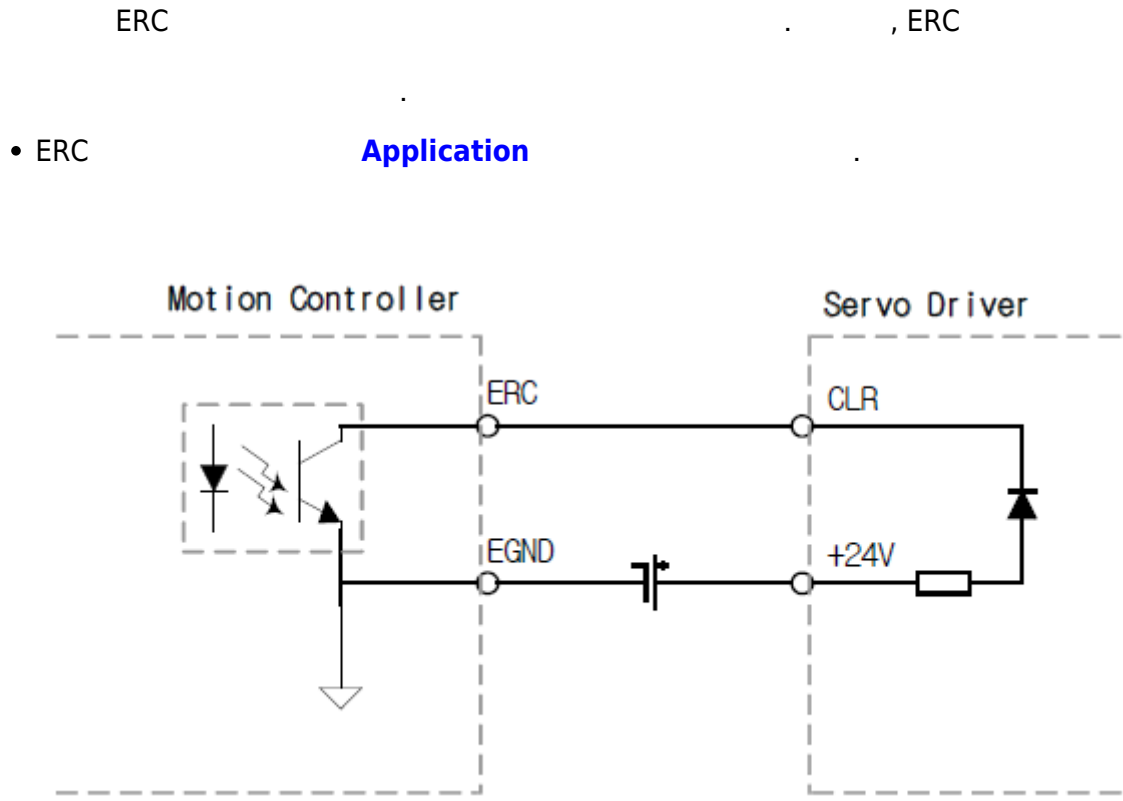 ERC . , ERC
.
• ERC Application .
Motion Controller
Servo Driver
ERC
CLR
EGND
+24V